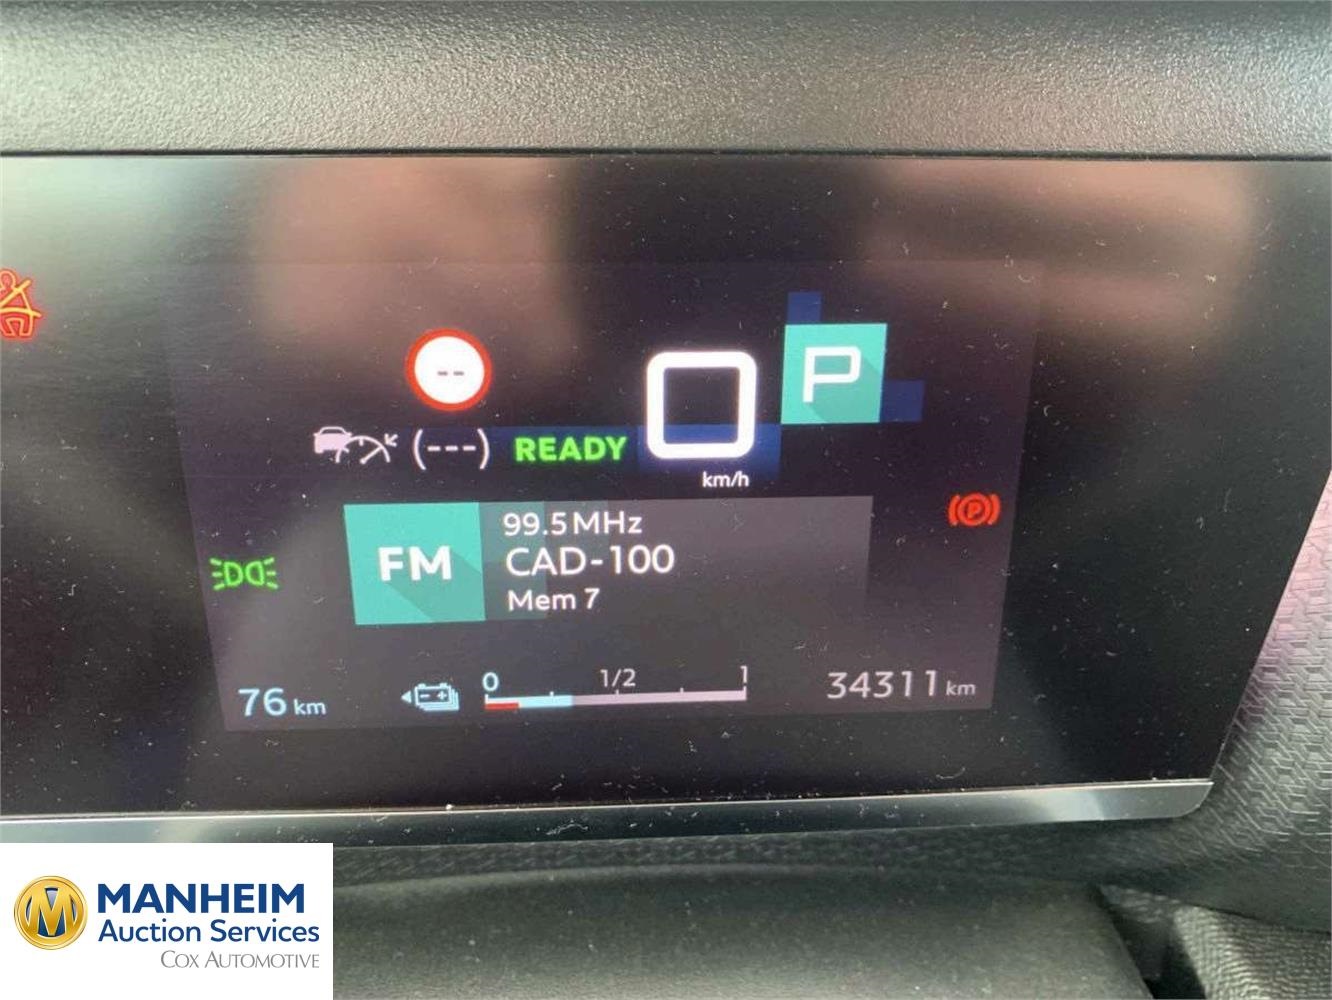 --
(---) READY
0
P
km/h
FM
99.5MHz
CAD-100
Mem 7
76 km
0 1/2 1
34311 km
(P)
MANHEIM
Auction Services
COX AUTOMOTIVE